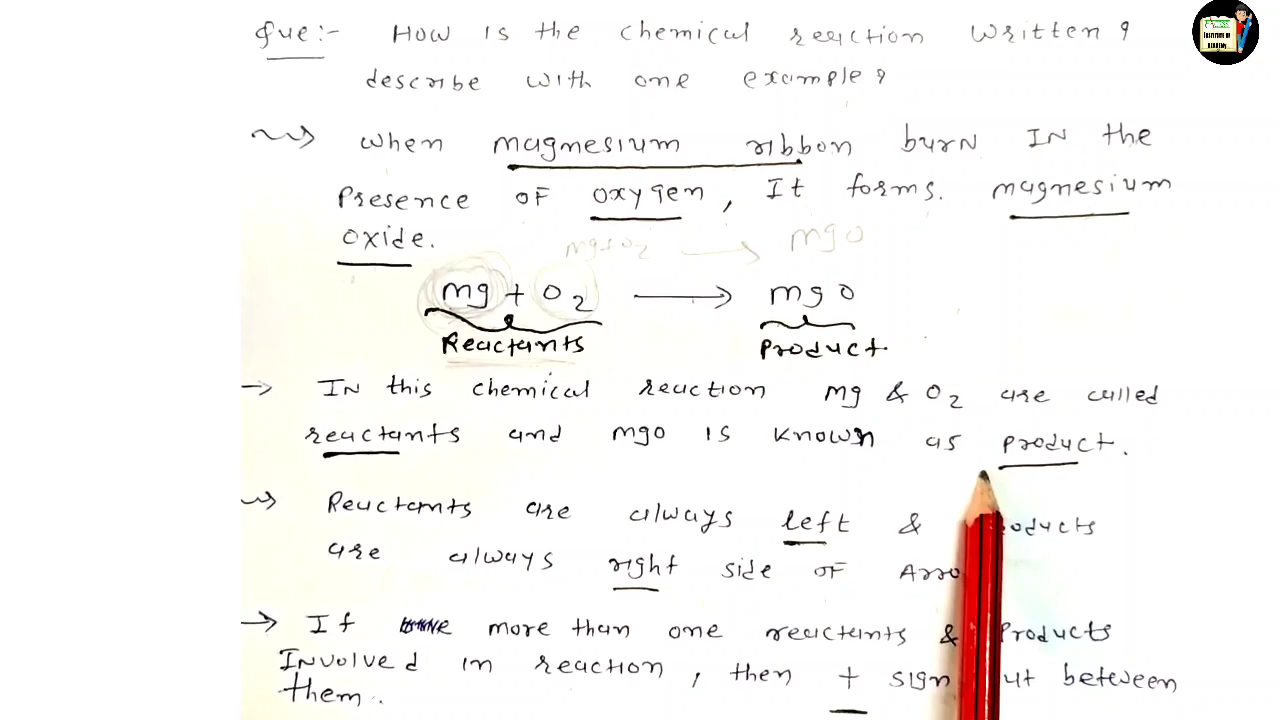 Que:- How is the chemical reaction written?
describe with one example?
when magnesium ribbon burn IN the
Presence of oxygen, It forms. magnesium
oxide.
mg + O2 → mgO
mg + O2 → mgO
Reactants Product
→ IN this chemical reaction mg & O2 are called
reactants and mgo is known as product.
Reactants are always left &
are always right side of
→ If more than one reactants & Products
Involved in reaction, then + sign between
them.